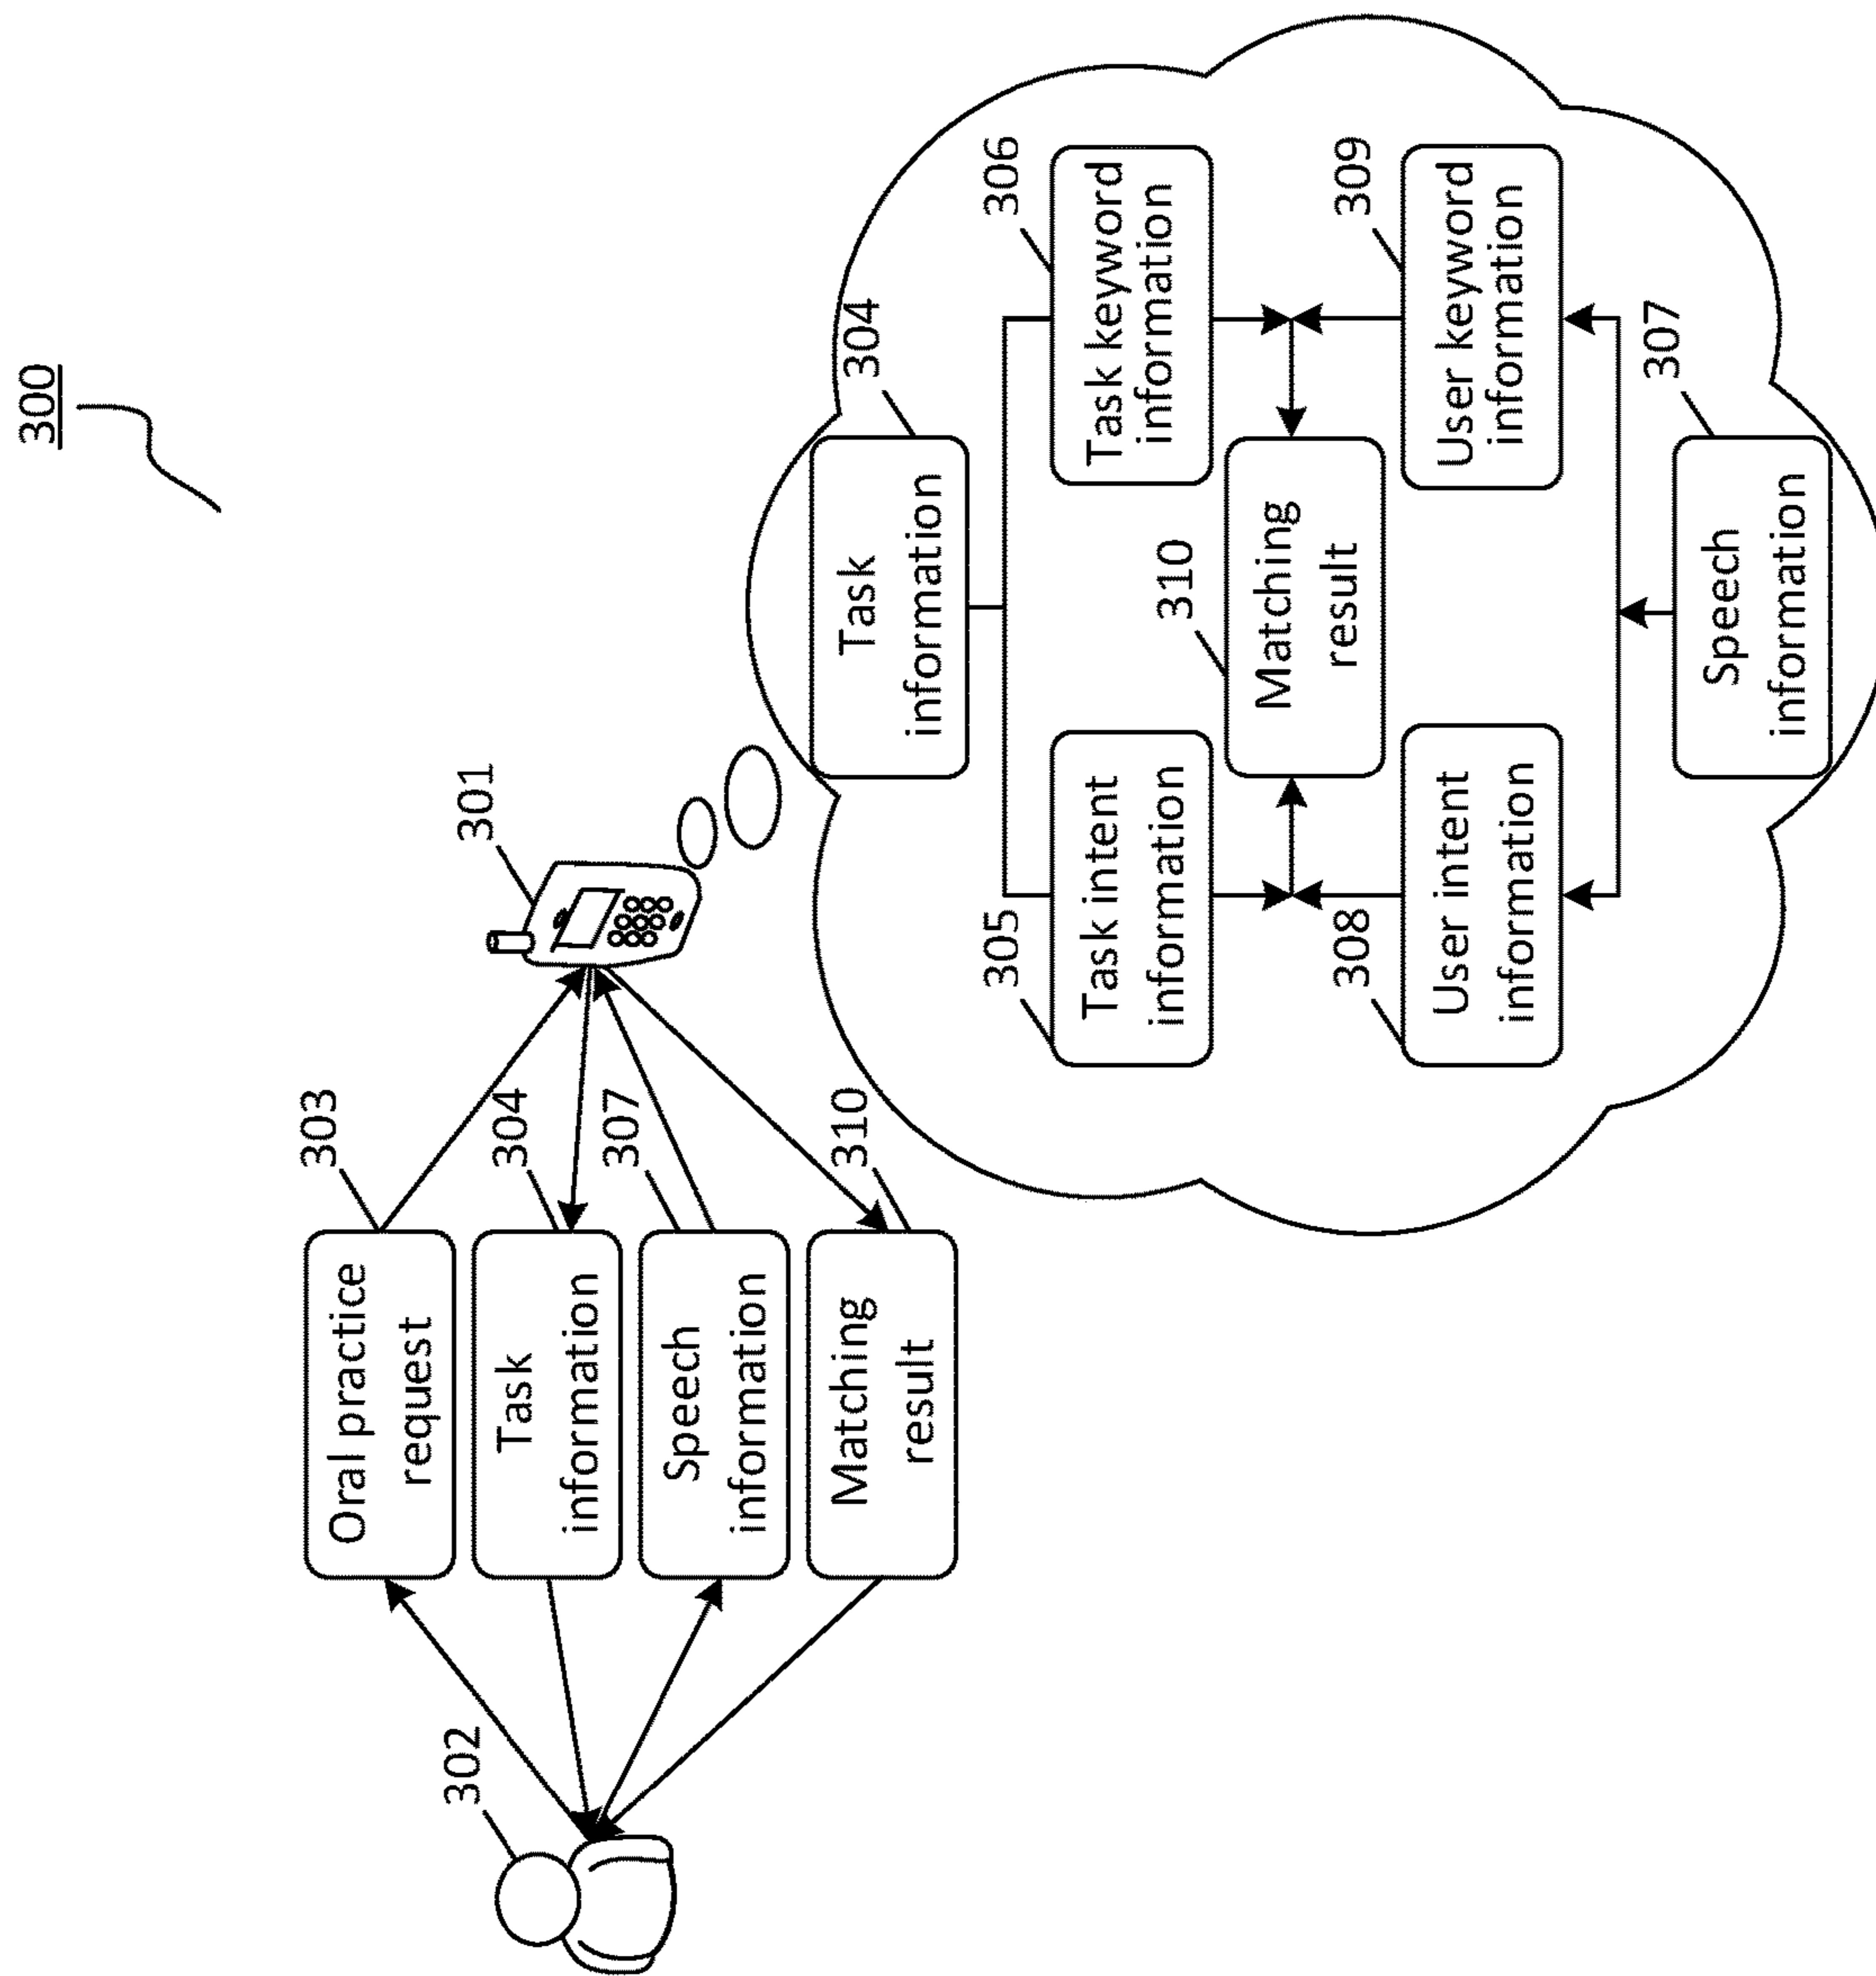 300
302
303
Oral practice
request
304
Task
information
307
Speech
information
310
Matching
result
301
304
Task
information
305
Task intent
information
306
Task keyword
information
310
Matching
result
308
User intent
information
309
User keyword
information
307
Speech
information